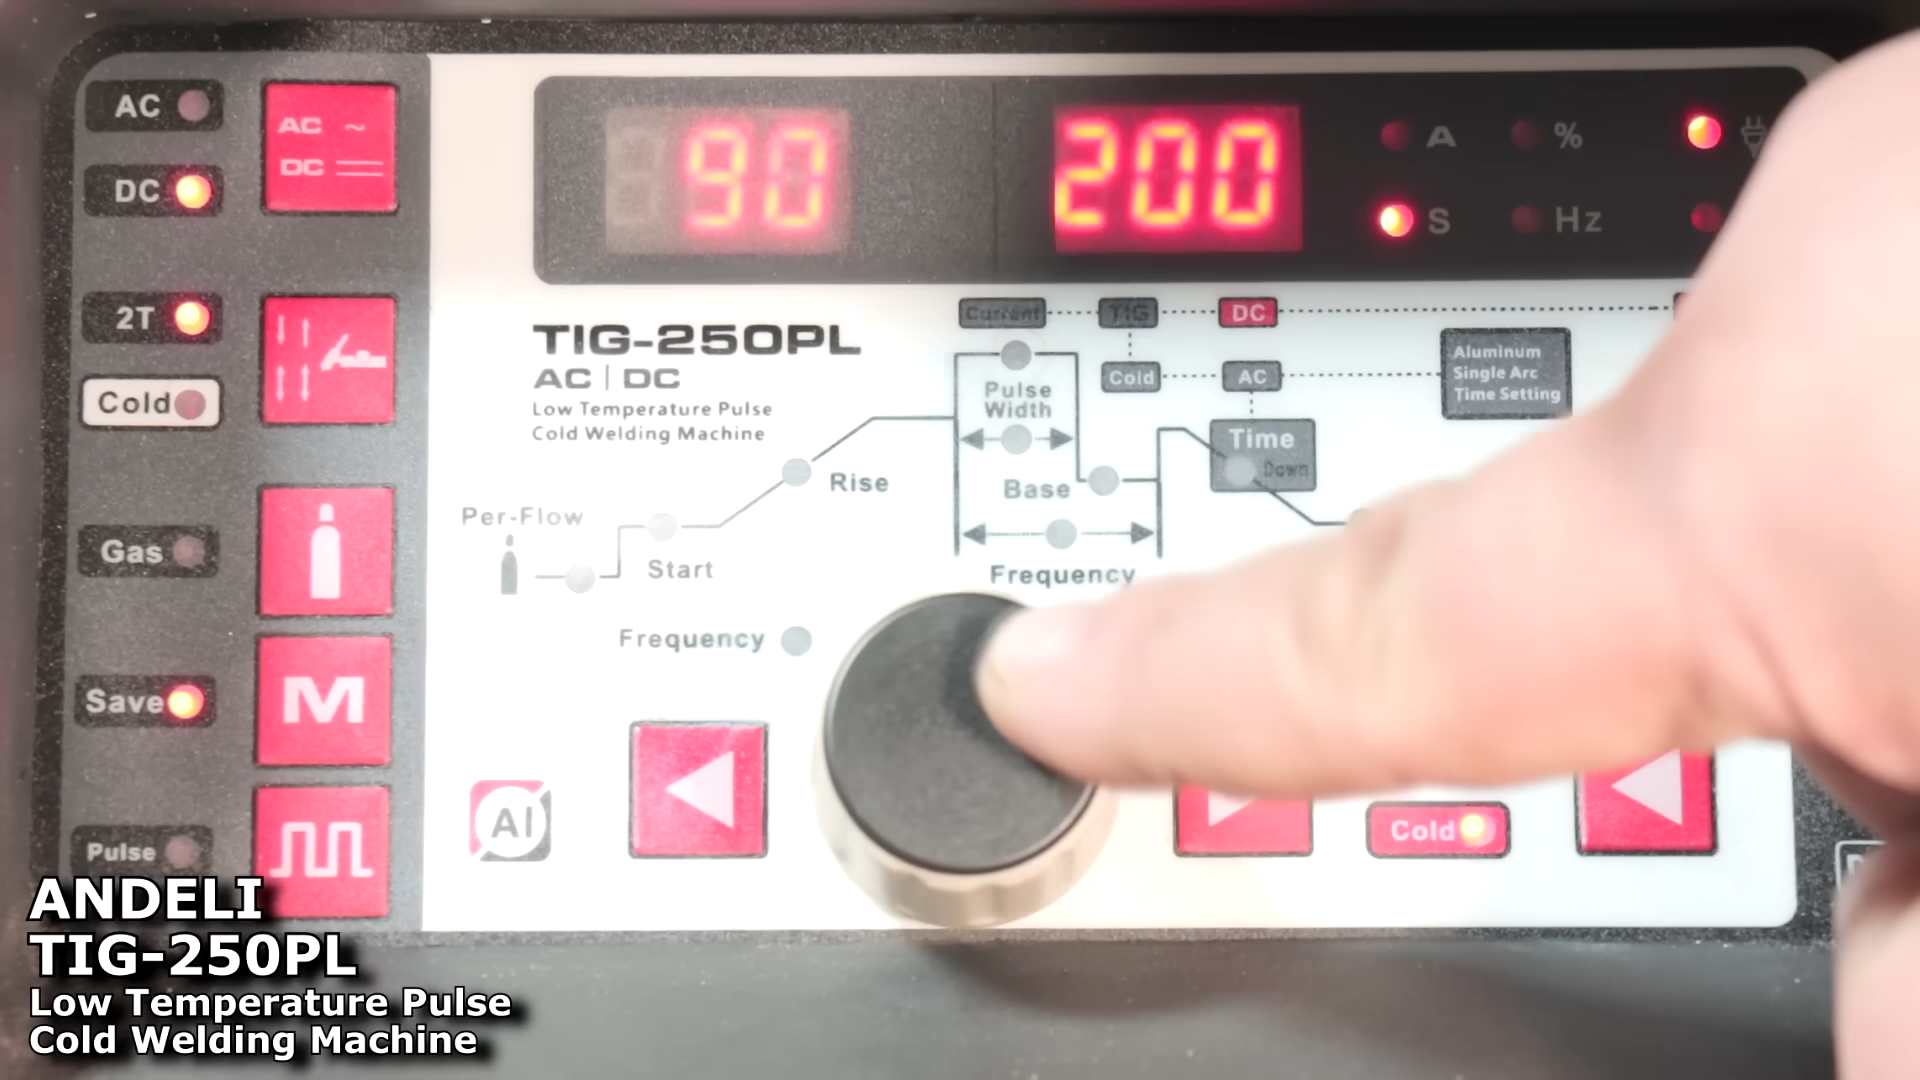 AC
AC ~
DC
DC
90
200
A
%
S
Hz
2T
Cold
TIG-250PL
AC | DC
Low Temperature Pulse
Cold Welding Machine
Current
TIG
DC
Cold
AC
Aluminum
Single Arc
Time Setting
Pulse
Width
Time
Down
Base
Rise
Per-Flow
Start
Frequency
Frequency
Gas
Save
M
AI
Cold
Pulse
ANDELI
TIG-250PL
Low Temperature Pulse
Cold Welding Machine